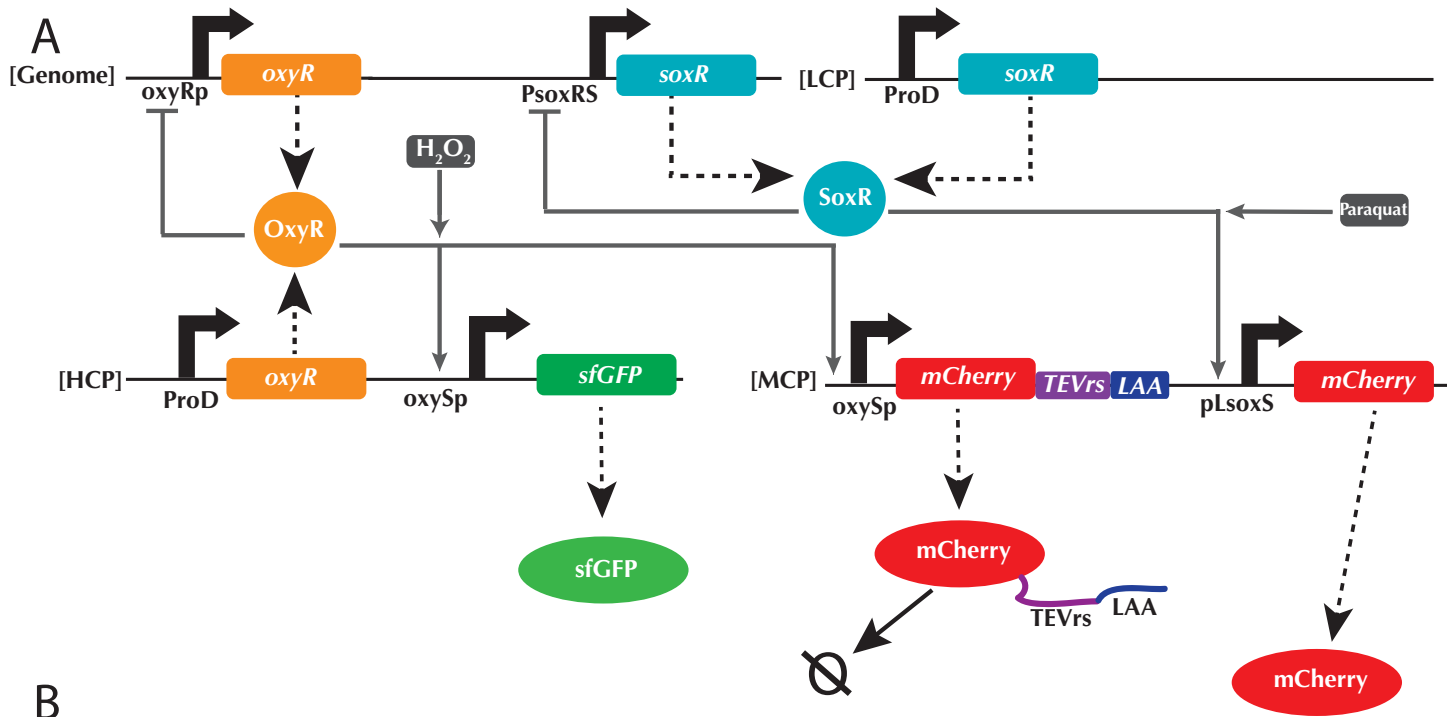 A
[Genome] oxyRp oxyR PsoxRS soxR [LCP] ProD soxR
H2O2
OxyR
SoxR
Paraquat
[HCP] ProD oxyR oxySp sfGFP
[MCP] oxySp mCherry TEVrs LAA pLsoxS mCherry
sfGFP
mCherry
TEVrs LAA
Ø
mCherry
B